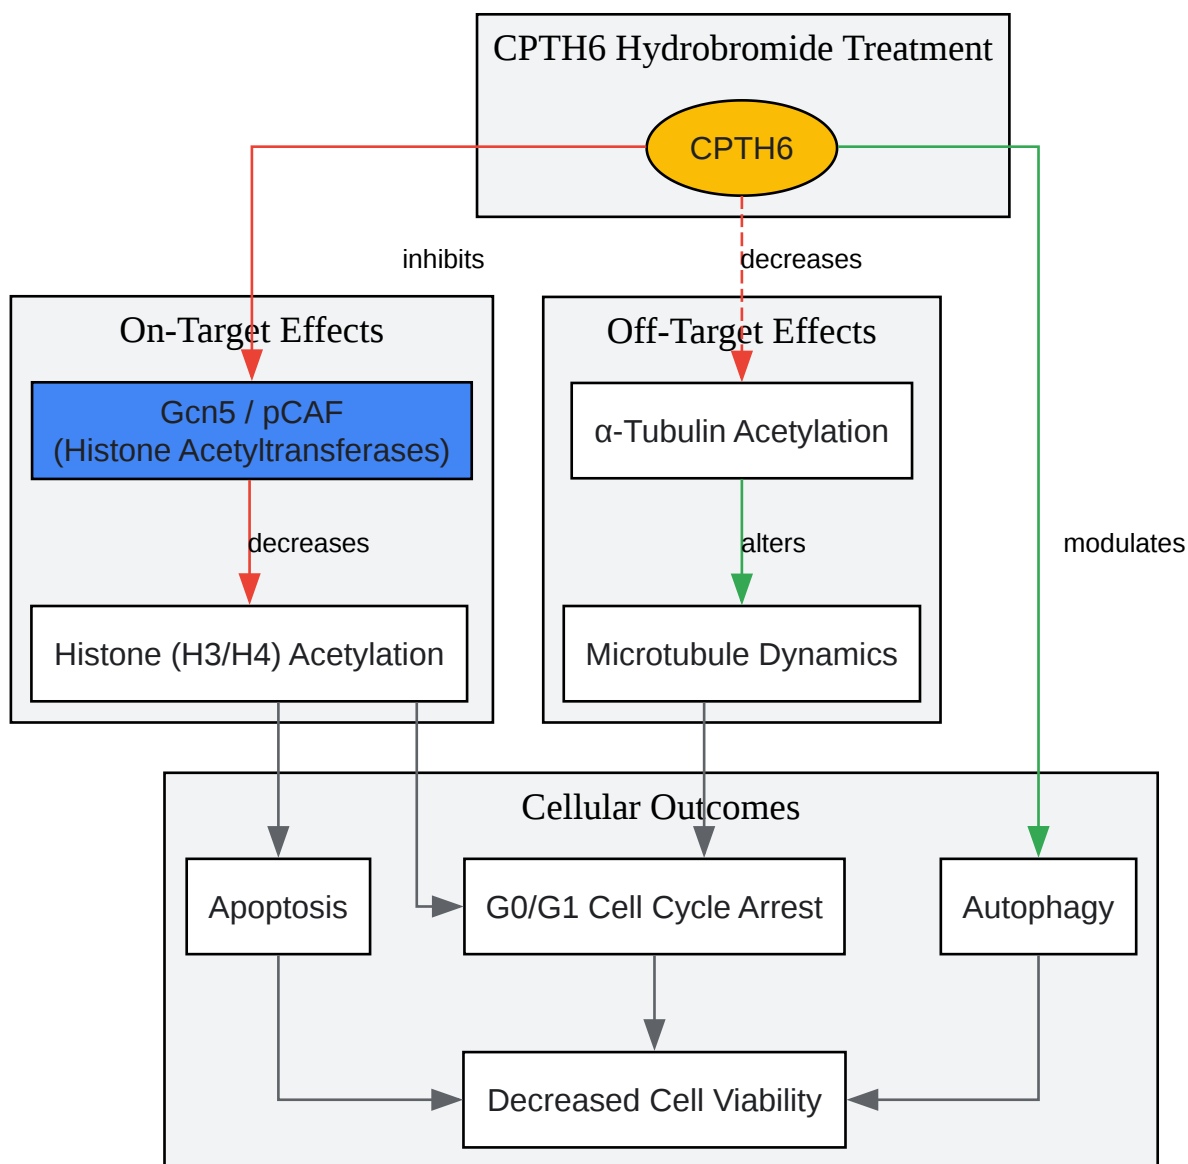 CPTH6 Hydrobromide Treatment
CPTH6
inhibits
decreases
On-Target Effects
Off-Target Effects
Gcn5 / pCAF
(Histone Acetyltransferases)
α-Tubulin Acetylation
decreases
alters
modulates
Histone (H3/H4) Acetylation
Microtubule Dynamics
Cellular Outcomes
Apoptosis
G0/G1 Cell Cycle Arrest
Autophagy
Decreased Cell Viability